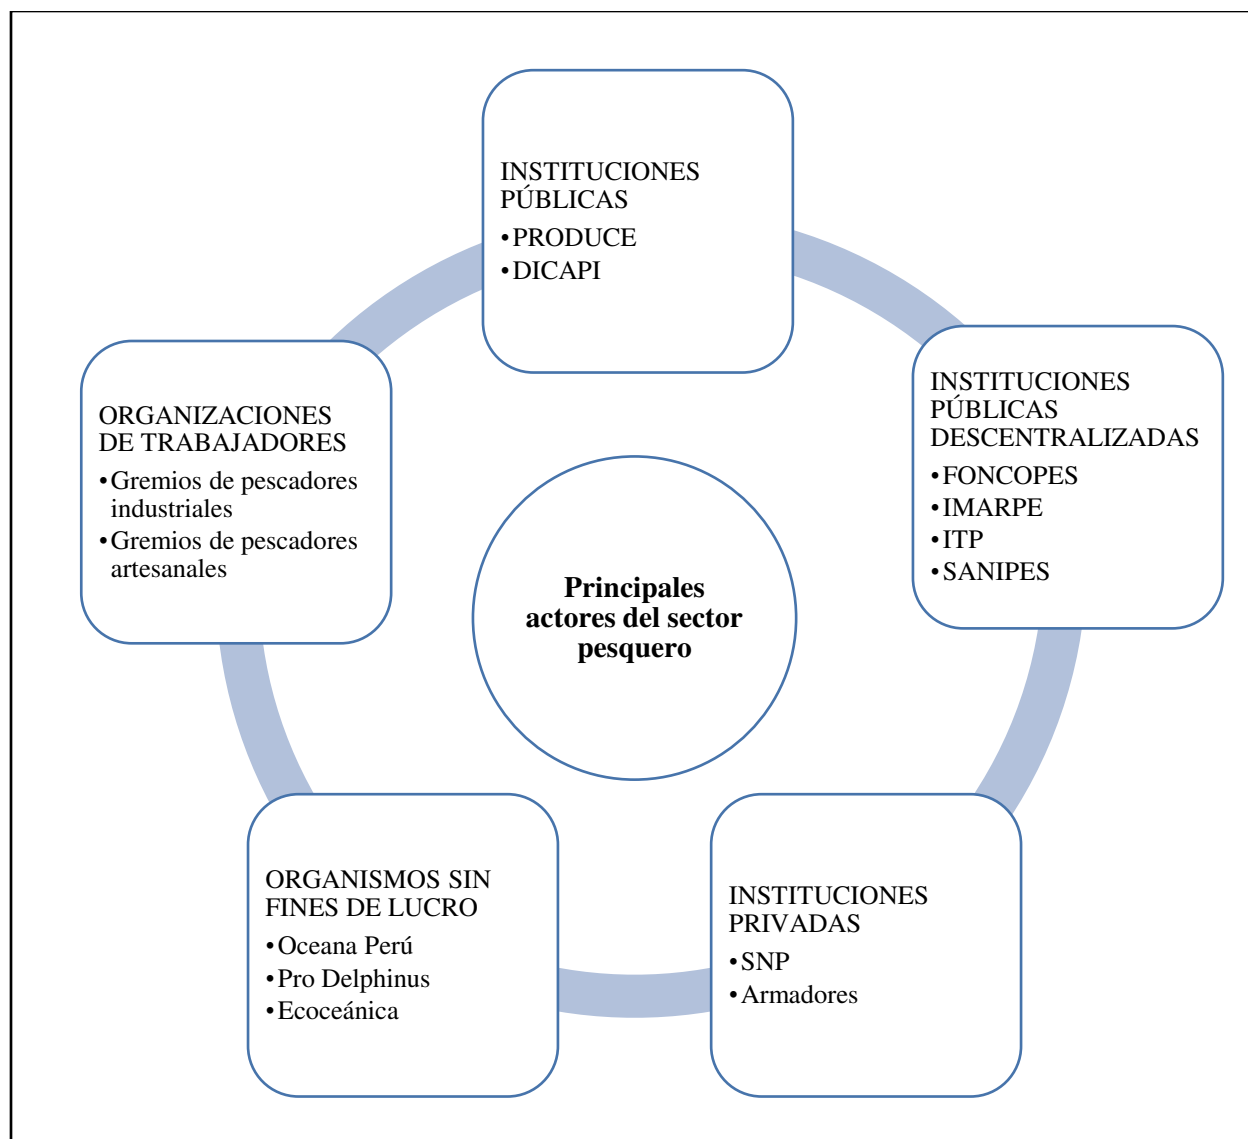 INSTITUCIONES
PÚBLICAS
•PRODUCE
•DICAPI
INSTITUCIONES
PÚBLICAS
DESCENTRALIZADAS
•FONCOPES
•IMARPE
•ITP
•SANIPES
INSTITUCIONES
PRIVADAS
•SNP
•Armadores
ORGANISMOS SIN
FINES DE LUCRO
•Oceana Perú
•Pro Delphinus
•Ecoceánica
ORGANIZACIONES
DE TRABAJADORES
•Gremios de pescadores
industriales
•Gremios de pescadores
artesanales
Principales
actores del sector
pesquero